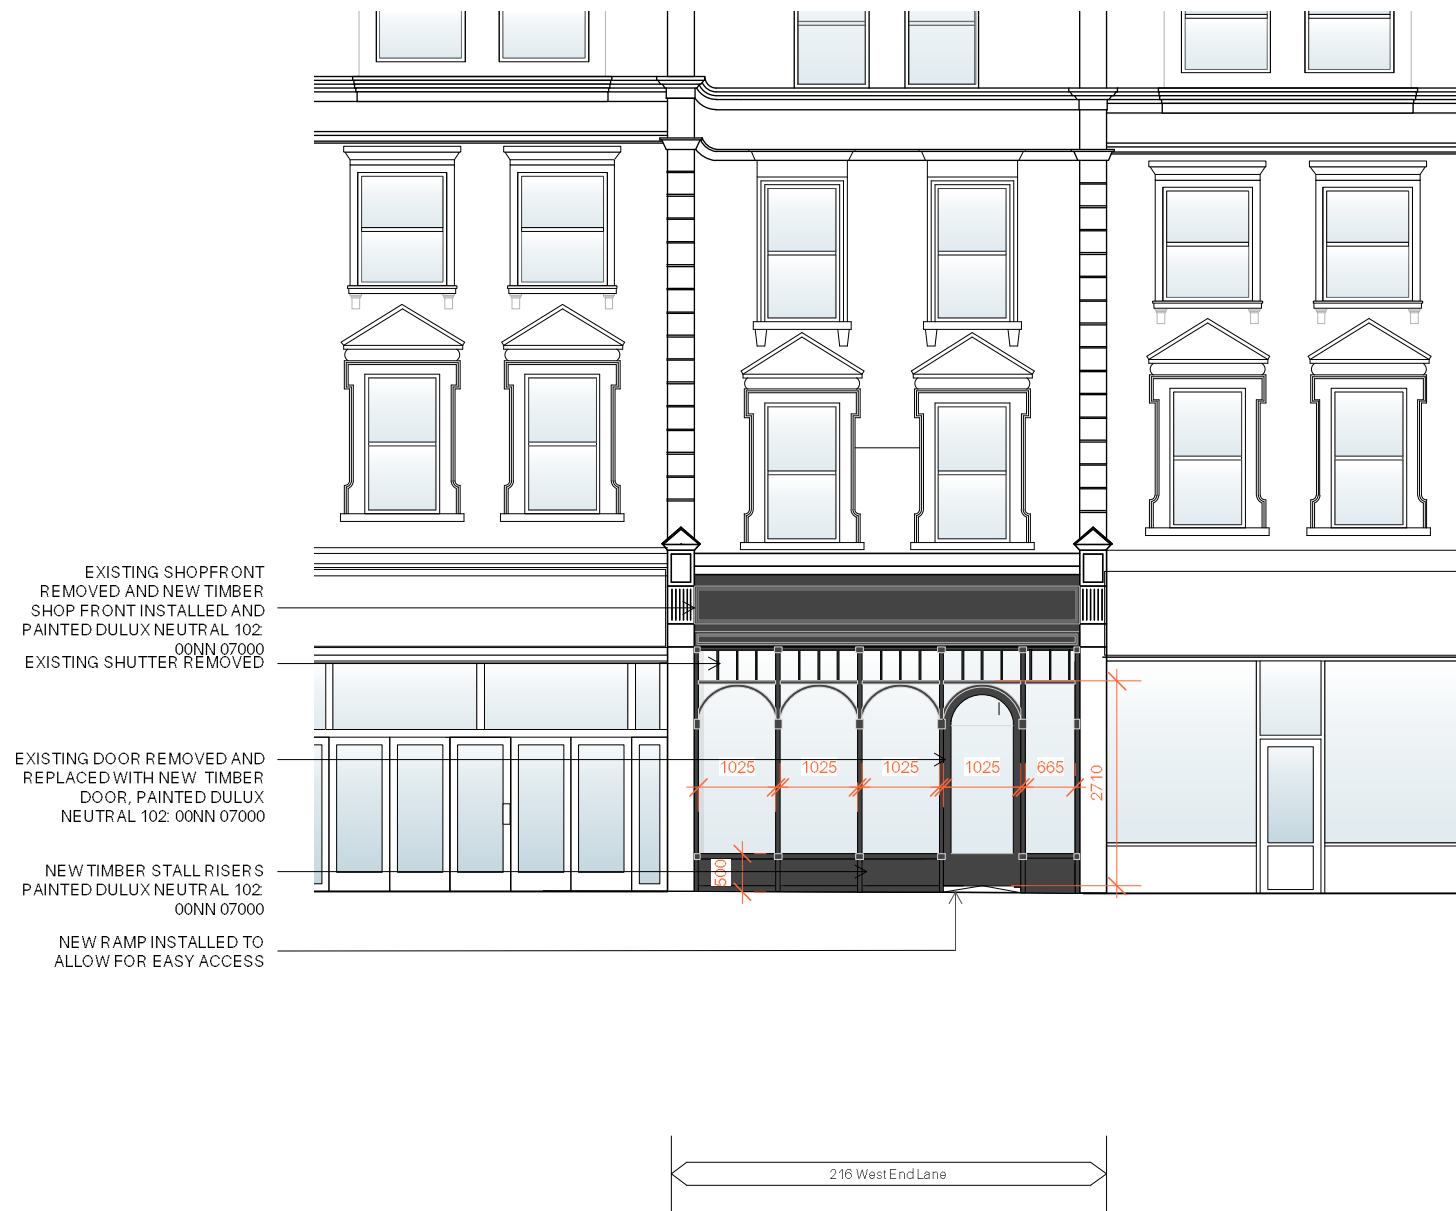 EXISTING SHOPFRONT
REMOVED AND NEW TIMBER
SHOP FRONT INSTALLED AND
PAINTED DULUX NEUTRAL 102:
00NN 07000
EXISTING SHUTTER REMOVED
EXISTING DOOR REMOVED AND
REPLACED WITH NEW TIMBER
DOOR, PAINTED DULUX
NEUTRAL 102: 00NN 07000
1025
1025
1025
1025
665
2710
NEW TIMBER STALL RISERS
PAINTED DULUX NEUTRAL 102:
00NN 07000
500
NEW RAMP INSTALLED TO
ALLOW FOR EASY ACCESS
216 West End Lane